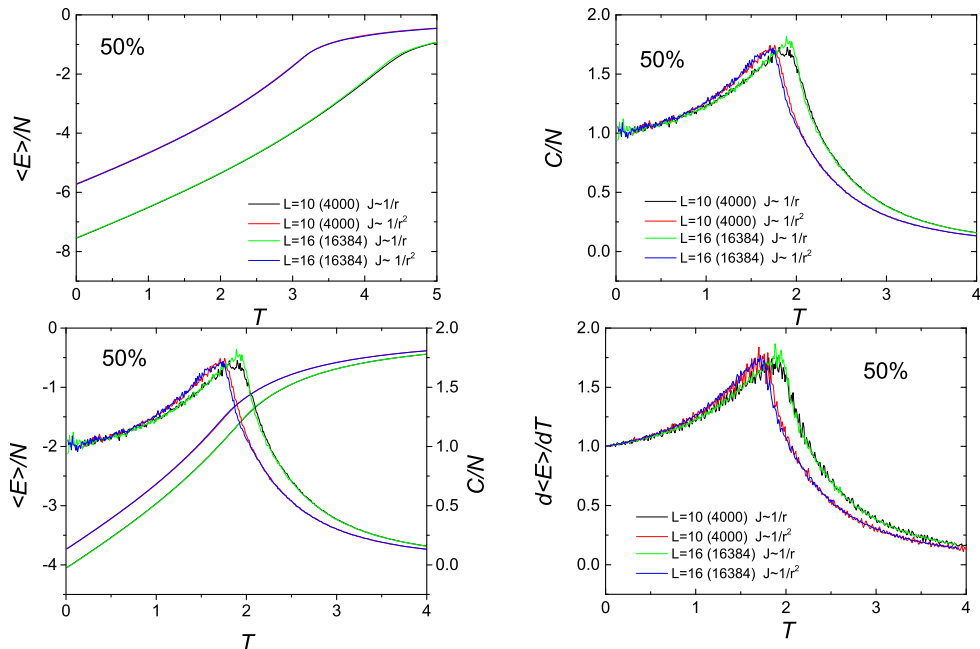 50%
<E>/N
0
-2
-4
-6
-8
L=10 (4000) J~1/r
L=10 (4000) J~ 1/r²
L=16 (16384) J~ 1/r
L=16 (16384) J~ 1/r²
0 1 2 3 4 5
T
50%
C/N
2.0
1.5
1.0
0.5
0.0
L=10 (4000) J~ 1/r
L=10 (4000) J~ 1/r²
L=16 (16384) J~ 1/r
L=16 (16384) J~ 1/r²
0 1 2 3 4
T
50%
<E>/N
0
-1
-2
-3
-4
C/N
2.0
1.5
1.0
0.5
0.0
0 1 2 3 4
T
50%
d<E>/dT
2.0
1.5
1.0
0.5
0.0
L=10 (4000) J~1/r
L=10 (4000) J~ 1/r²
L=16 (16384) J~ 1/r
L=16 (16384) J~ 1/r²
0 1 2 3 4
T